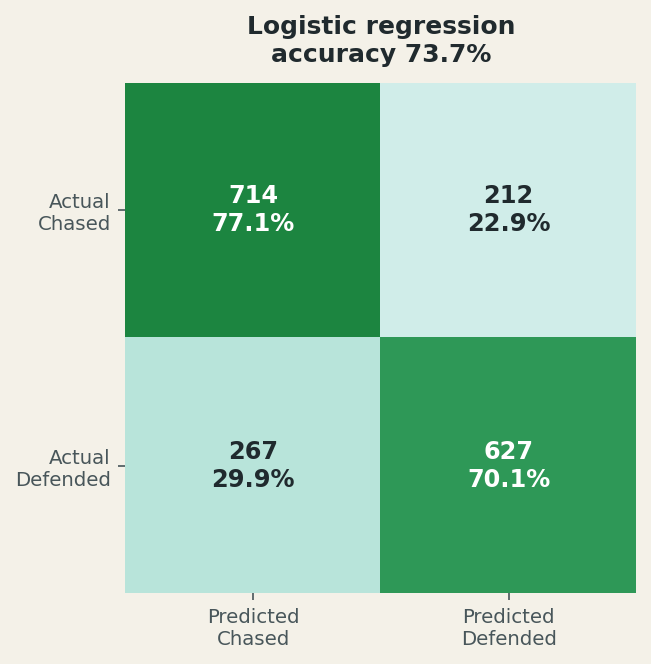 Logistic regression
accuracy 73.7%
Actual
Chased
714
77.1%
212
22.9%
Actual
Defended
267
29.9%
627
70.1%
Predicted
Chased
Predicted
Defended